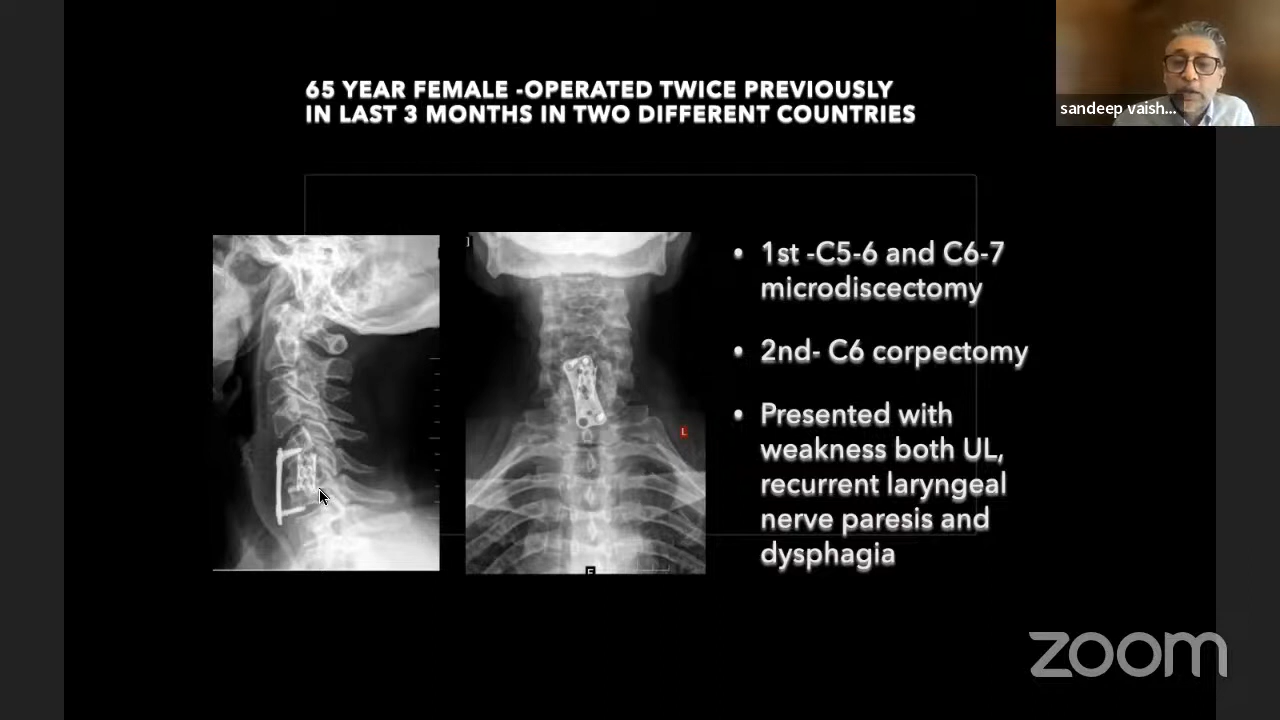 65 YEAR FEMALE -OPERATED TWICE PREVIOUSLY
IN LAST 3 MONTHS IN TWO DIFFERENT COUNTRIES
sandeep vaish...
• 1st -C5-6 and C6-7
microdiscectomy
• 2nd- C6 corpectomy
• Presented with
weakness both UL,
recurrent laryngeal
nerve paresis and
dysphagia
L
F
zoom